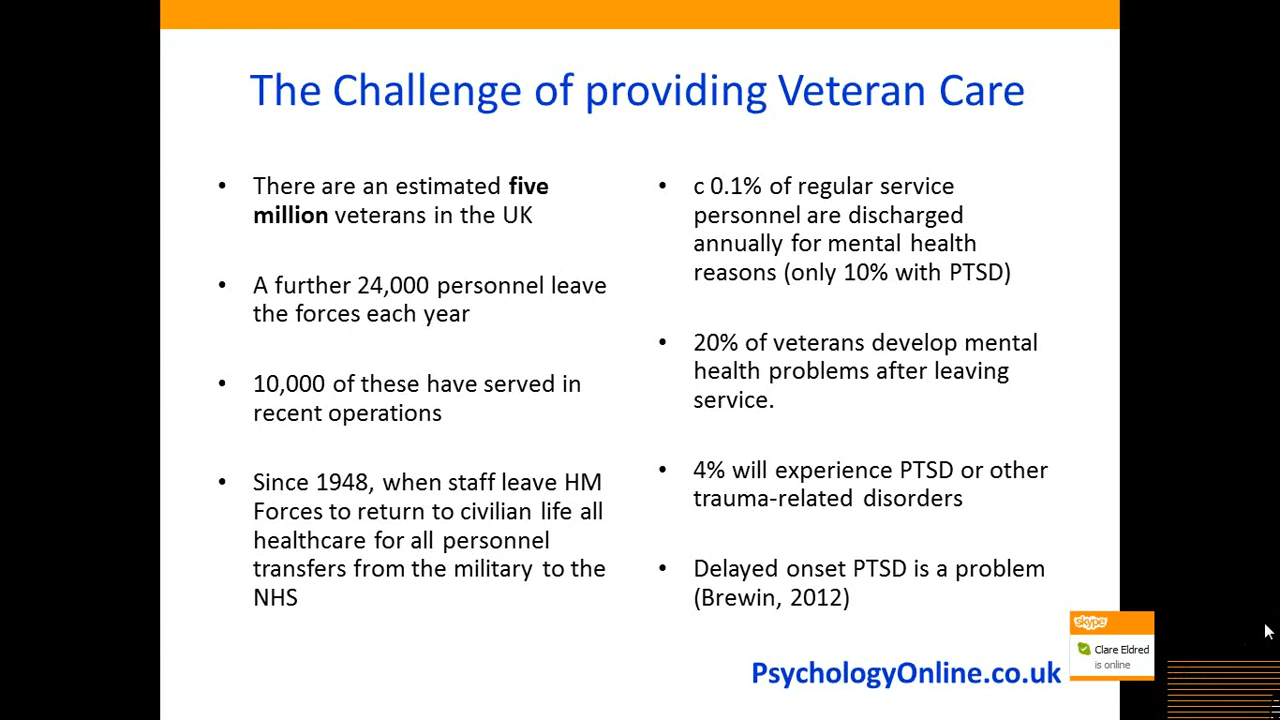 The Challenge of providing Veteran Care
• There are an estimated five
million veterans in the UK
• A further 24,000 personnel leave
the forces each year
• 10,000 of these have served in
recent operations
• Since 1948, when staff leave HM
Forces to return to civilian life all
healthcare for all personnel
transfers from the military to the
NHS
• c 0.1% of regular service
personnel are discharged
annually for mental health
reasons (only 10% with PTSD)
• 20% of veterans develop mental
health problems after leaving
service.
• 4% will experience PTSD or other
trauma-related disorders
• Delayed onset PTSD is a problem
(Brewin, 2012)
PsychologyOnline.co.uk
skype
Clare Eldred
is online